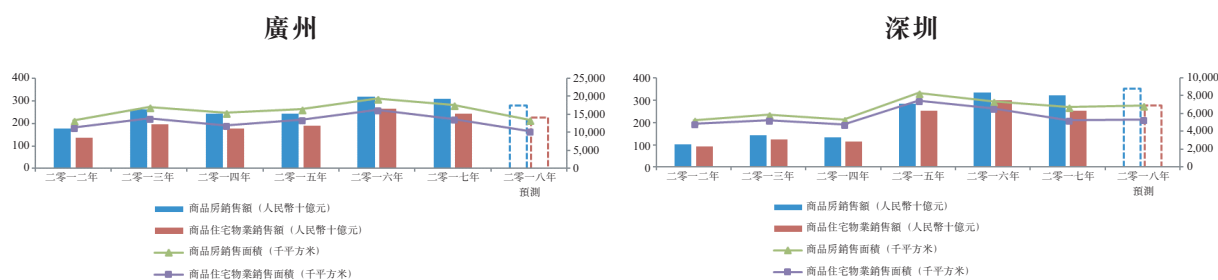 廣州
400
300
200
100
0
25,000
20,000
15,000
10,000
5,000
0
二零一二年 二零一三年 二零一四年 二零一五年 二零一六年 二零一七年 二零一八年
預測
商品房銷售額（人民幣十億元）
商品住宅物業銷售額（人民幣十億元）
商品房銷售面積（千平方米）
商品住宅物業銷售面積（千平方米）
深圳
400
300
200
100
0
10,000
8,000
6,000
4,000
2,000
0
二零一二年 二零一三年 二零一四年 二零一五年 二零一六年 二零一七年 二零一八年
預測
商品房銷售額（人民幣十億元）
商品住宅物業銷售額（人民幣十億元）
商品房銷售面積（千平方米）
商品住宅物業銷售面積（千平方米）